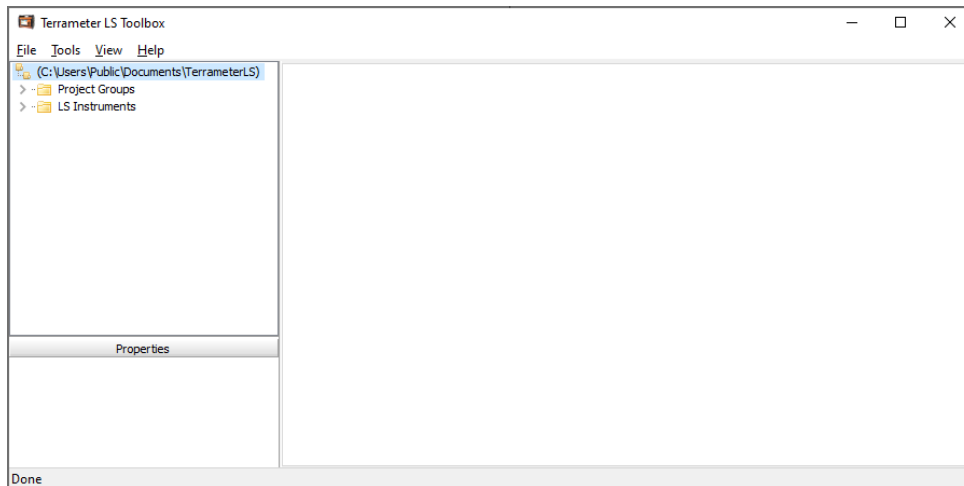 Terrameter LS Toolbox
File Tools View Help
(C:\Users\Public\Documents\TerrameterLS)
Project Groups
LS Instruments
Properties
Done